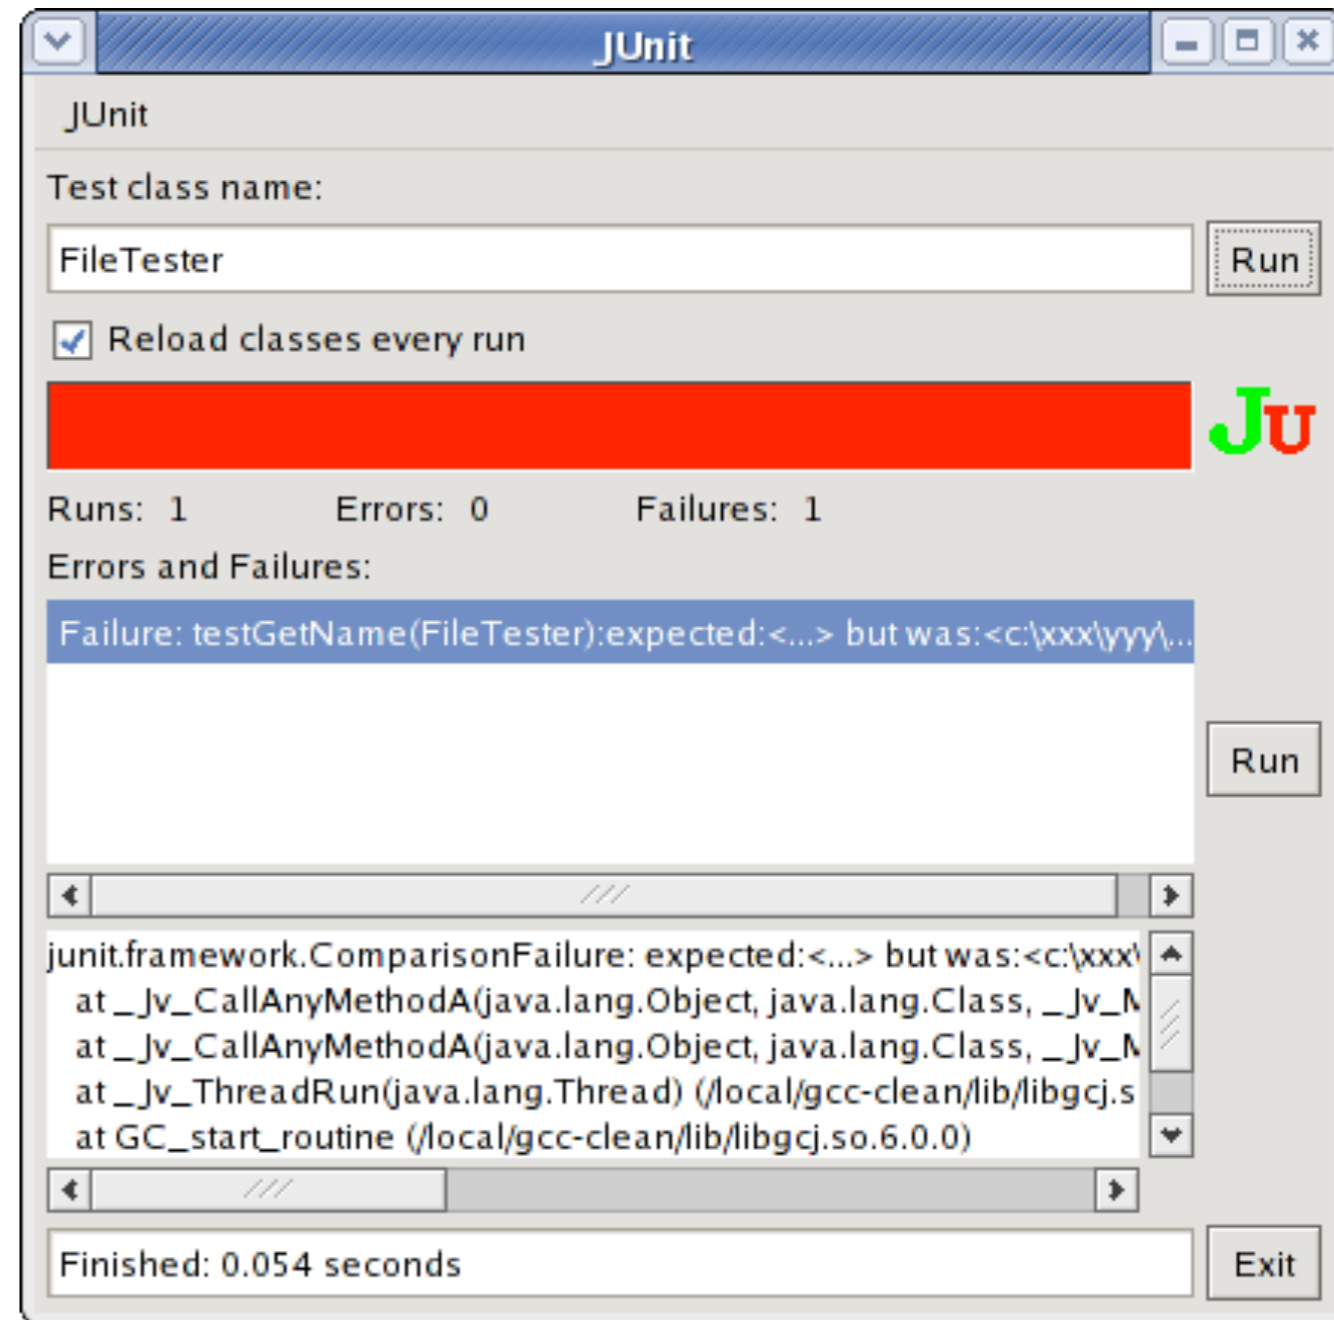 JUnit
JUnit
Test class name:
FileTester
Run
Reload classes every run
JU
Runs: 1 Errors: 0 Failures: 1
Errors and Failures:
Failure: testGetName(FileTester):expected:<...> but was:<c:\xxx\yyy\...
Run
junit.framework.ComparisonFailure: expected:<...> but was:<c:\xxx\
at _Jv_CallAnyMethodA(java.lang.Object, java.lang.Class, _Jv_M
at _Jv_CallAnyMethodA(java.lang.Object, java.lang.Class, _Jv_M
at _Jv_ThreadRun(java.lang.Thread) (/local/gcc-clean/lib/libgcj.s
at GC_start_routine (/local/gcc-clean/lib/libgcj.so.6.0.0)
Finished: 0.054 seconds
Exit